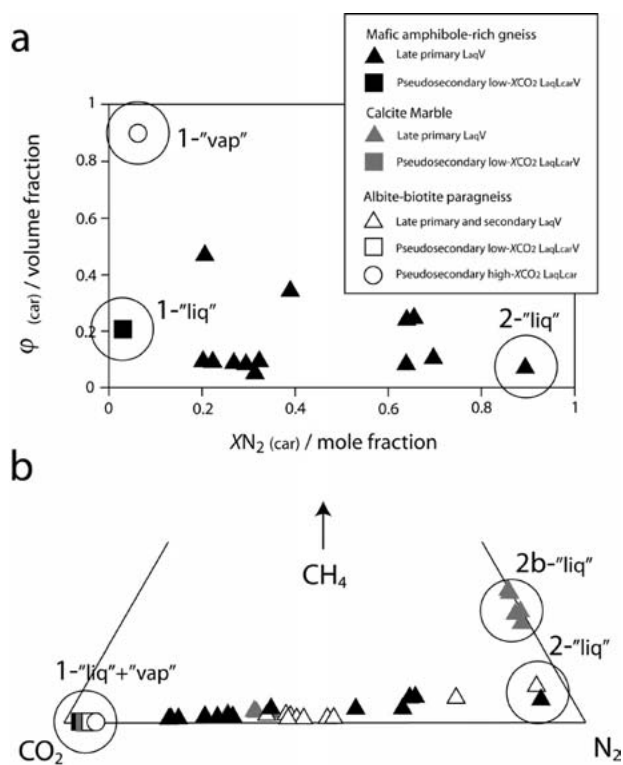 a
Mafic amphibole-rich gneiss
Late primary LaqV
Pseudosecondary low-XCO2 LaqLcarV
Calcite Marble
Late primary LaqV
Pseudosecondary low-XCO2 LaqLcarV
Albite-biotite paragneiss
Late primary and secondary LaqV
Pseudosecondary low-XCO2 LaqLcarV
Pseudosecondary high-XCO2 LaqLcar
1
0.8
0.6
0.4
0.2
0
φ (car) / volume fraction
1-"vap"
1-"liq"
2-"liq"
0
0.2
0.4
0.6
0.8
1
XN2 (car) / mole fraction
b
CH4
2b-"liq"
1-"liq"+"vap"
2-"liq"
CO2
N2